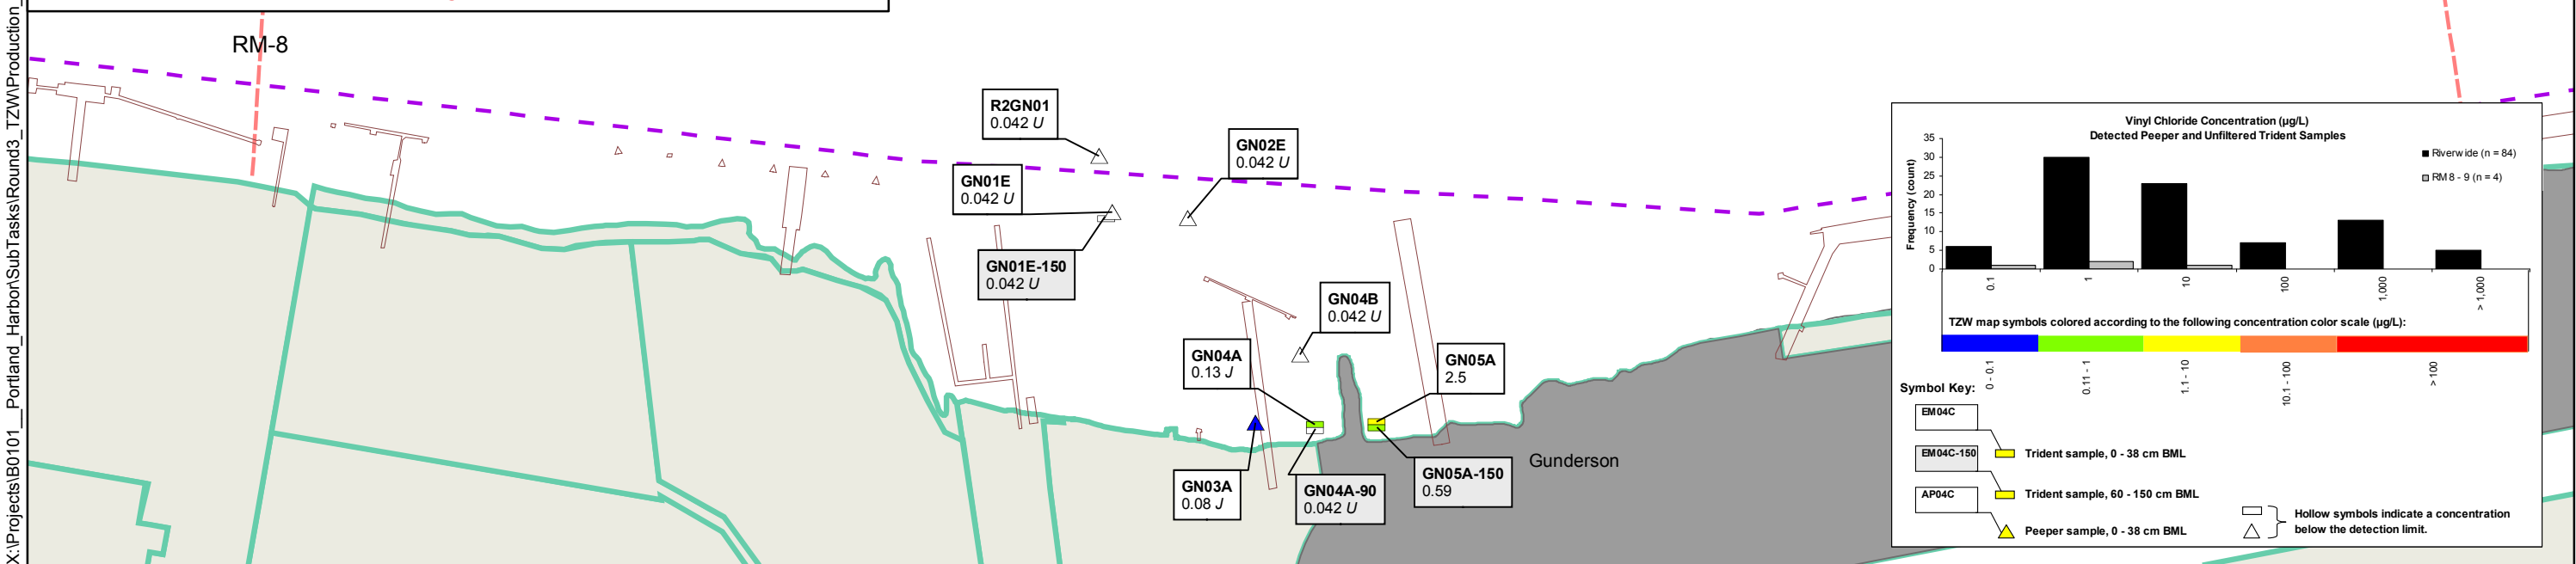 X:\Projects\B0101__Portland_Harbor\SubTasks\Round3_TZW\Production_
RM-8
R2GN01
0.042 U
GN02E
0.042 U
GN01E
0.042 U
GN01E-150
0.042 U
GN04B
0.042 U
GN04A
0.13 J
GN05A
2.5
GN03A
0.08 J
GN04A-90
0.042 U
GN05A-150
0.59
Gunderson
Vinyl Chloride Concentration (µg/L)
Detected Peeper and Unfiltered Trident Samples
Frequency (count)
35
30
25
20
15
10
5
0
Riverwide (n = 84)
RM 8 - 9 (n = 4)
0.1
1
10
100
1,000
> 1,000
TZW map symbols colored according to the following concentration color scale (µg/L):
0 - 0.1
0.11 - 1
1.1 - 10
10.1 - 100
> 100
Symbol Key:
EM04C
Trident sample, 0 - 38 cm BML
EM04C-150
Trident sample, 60 - 150 cm BML
AP04C
Peeper sample, 0 - 38 cm BML
Hollow symbols indicate a concentration
below the detection limit.